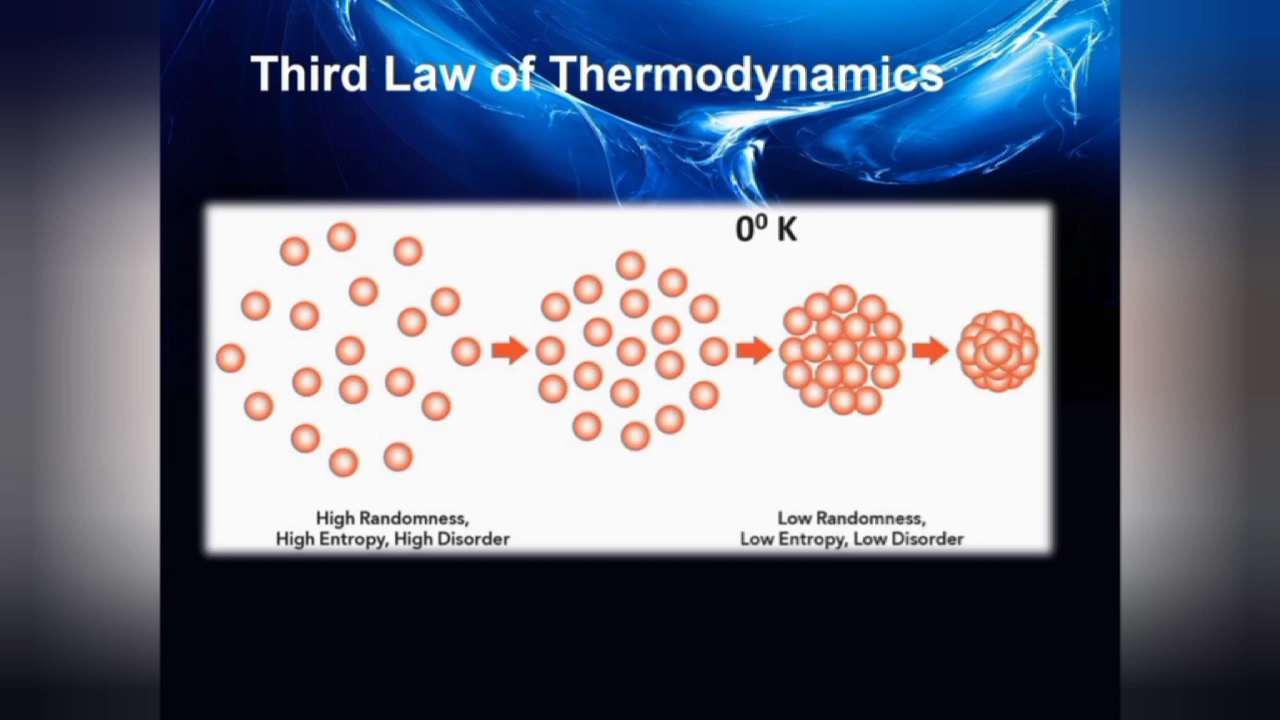 Third Law of Thermodynamics
0⁰ K
High Randomness,
High Entropy, High Disorder
Low Randomness,
Low Entropy, Low Disorder